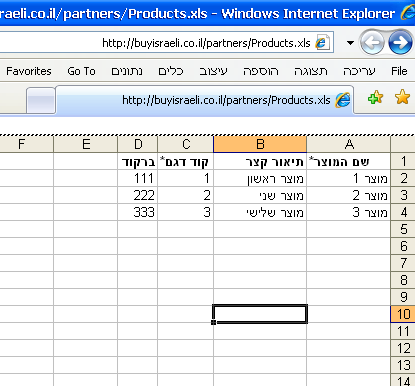 sraeli.co.il/partners/Products.xls - Windows Internet Explorer
http://buyisraeli.co.il/partners/Products.xls
File עריכה תצוגה הוספה עיצוב כלים נתונים Go To Favorites
http://buyisraeli.co.il/partners/Products.xls
A B C D E F
1 שם המוצר* תיאור קצר קוד דגם* ברקוד
2 מוצר 1 מוצר ראשון 1 111
3 מוצר 2 מוצר שני 2 222
4 מוצר 3 מוצר שלישי 3 333
5
6
7
8
9
10
11
12
13
14